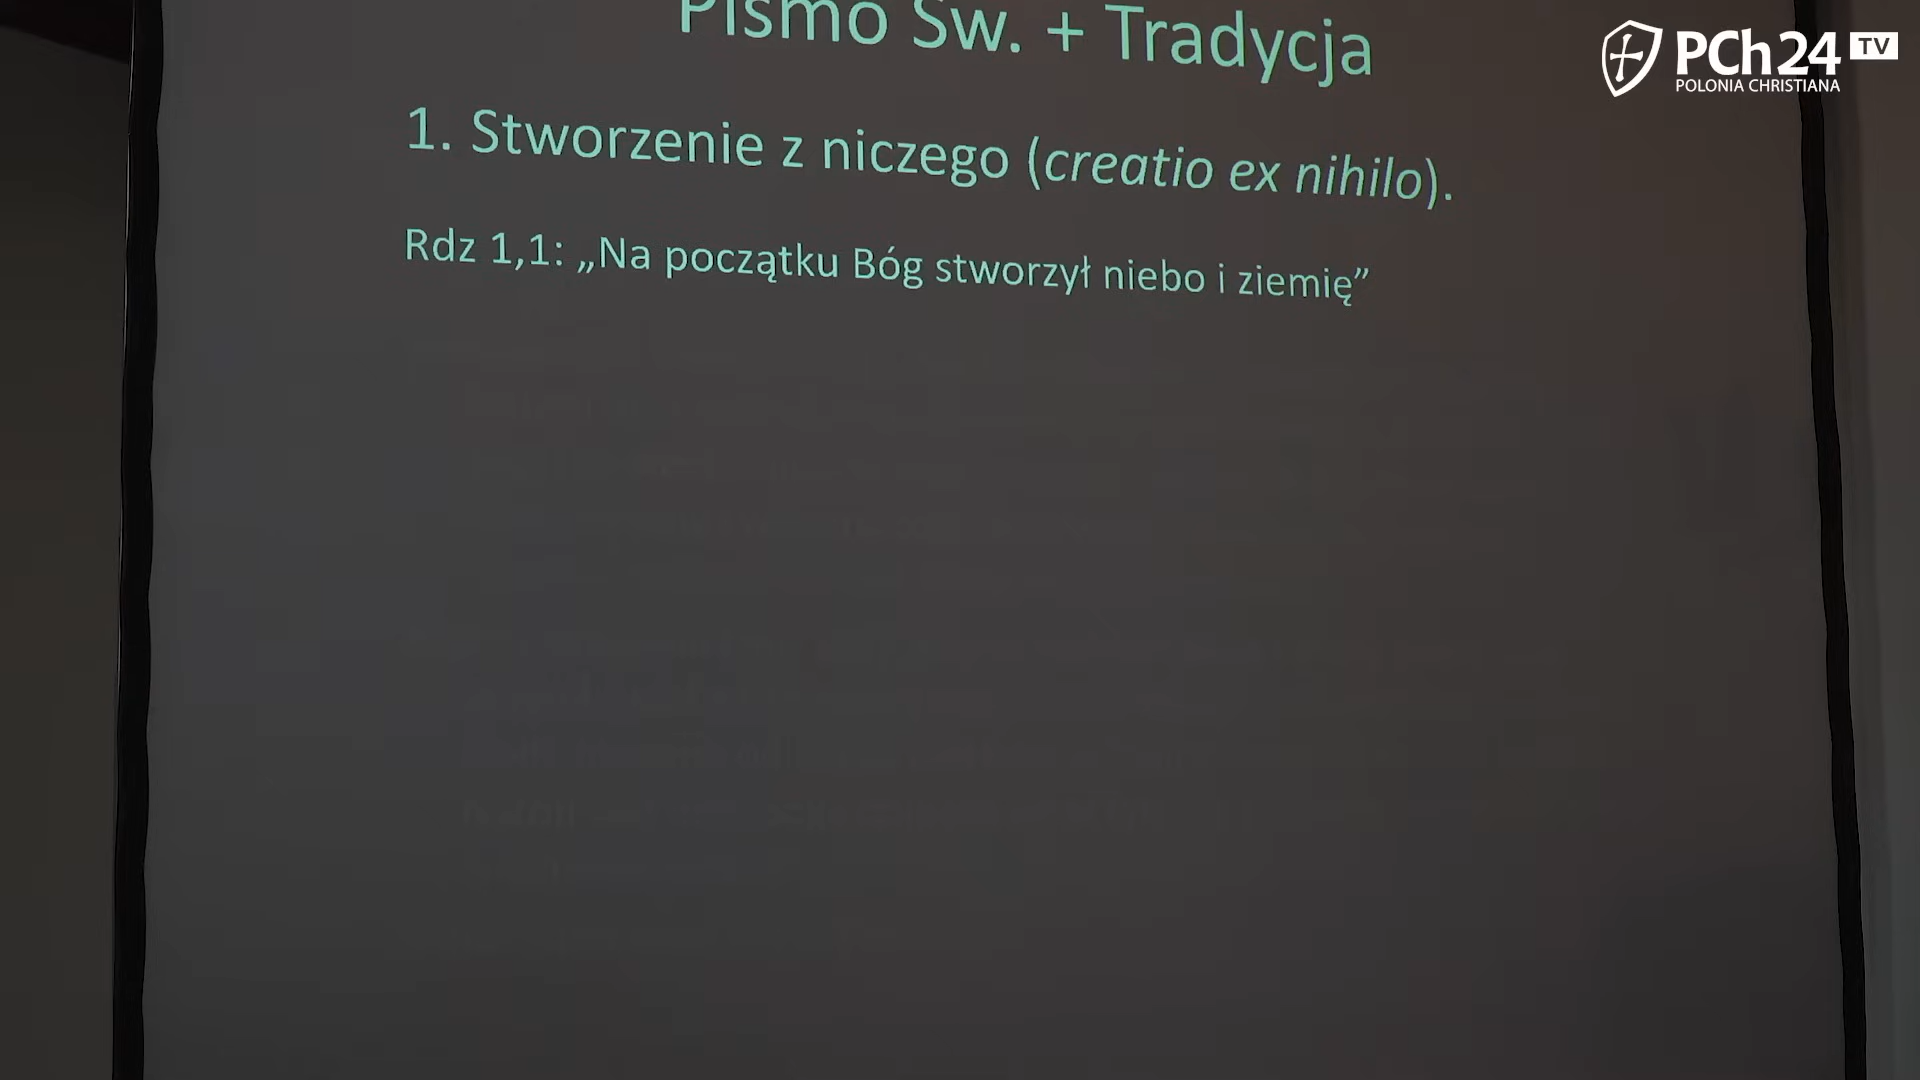 Pismo Św. + Tradycja
PCh24 TV
POLONIA CHRISTIANA
1. Stworzenie z niczego (creatio ex nihilo).
Rdz 1,1: „Na początku Bóg stworzył niebo i ziemię”